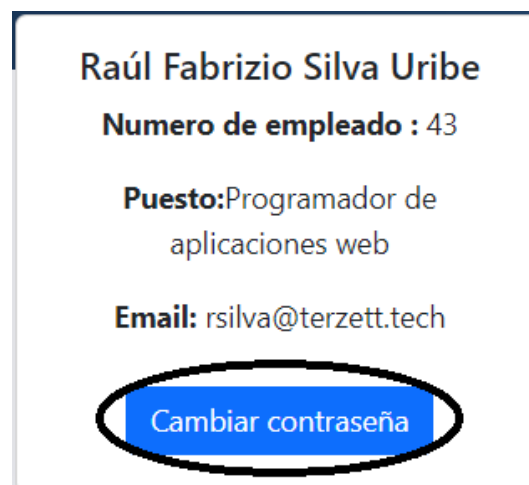 Raúl Fabrizio Silva Uribe
Numero de empleado : 43
Puesto:Programador de
aplicaciones web
Email: rsilva@terzett.tech
Cambiar contraseña